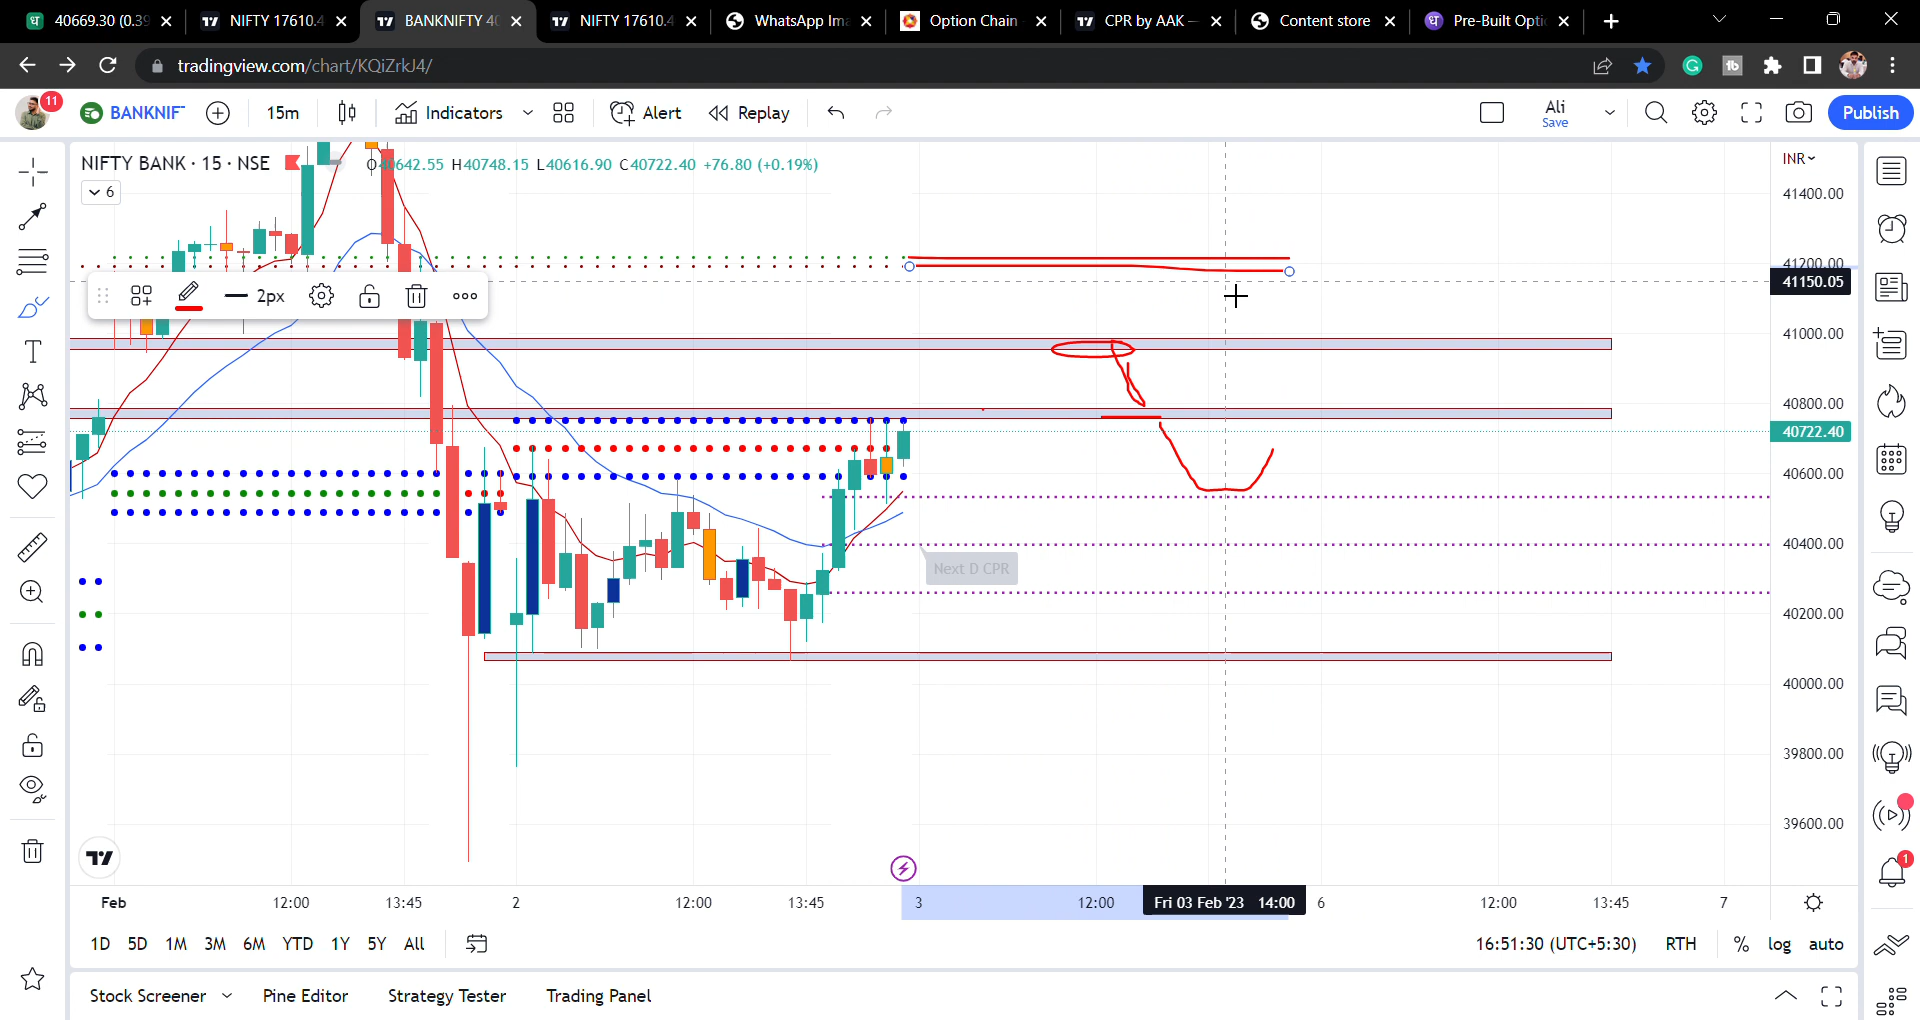 40669.30 (0.39
NIFTY 17610.4
BANKNIFTY 40
NIFTY 17610.4
WhatsApp Ima
Option Chain
CPR by AAK —
Content store
Pre-Built Opti
tradingview.com/chart/KQiZrkJ4/
11
BANKNIF
15m
Indicators
Alert
Replay
Ali
Save
Publish
NIFTY BANK · 15 · NSE
O40642.55 H40748.15 L40616.90 C40722.40 +76.80 (+0.19%)
6
INR
41400.00
41200.00
41150.05
2px
41000.00
40800.00
40722.40
40600.00
40400.00
Next D CPR
40200.00
40000.00
39800.00
39600.00
1
Feb
12:00
13:45
2
12:00
13:45
3
12:00
Fri 03 Feb '23 14:00
6
12:00
13:45
7
1D 5D 1M 3M 6M YTD 1Y 5Y All
16:51:30 (UTC+5:30) RTH % log auto
Stock Screener
Pine Editor
Strategy Tester
Trading Panel